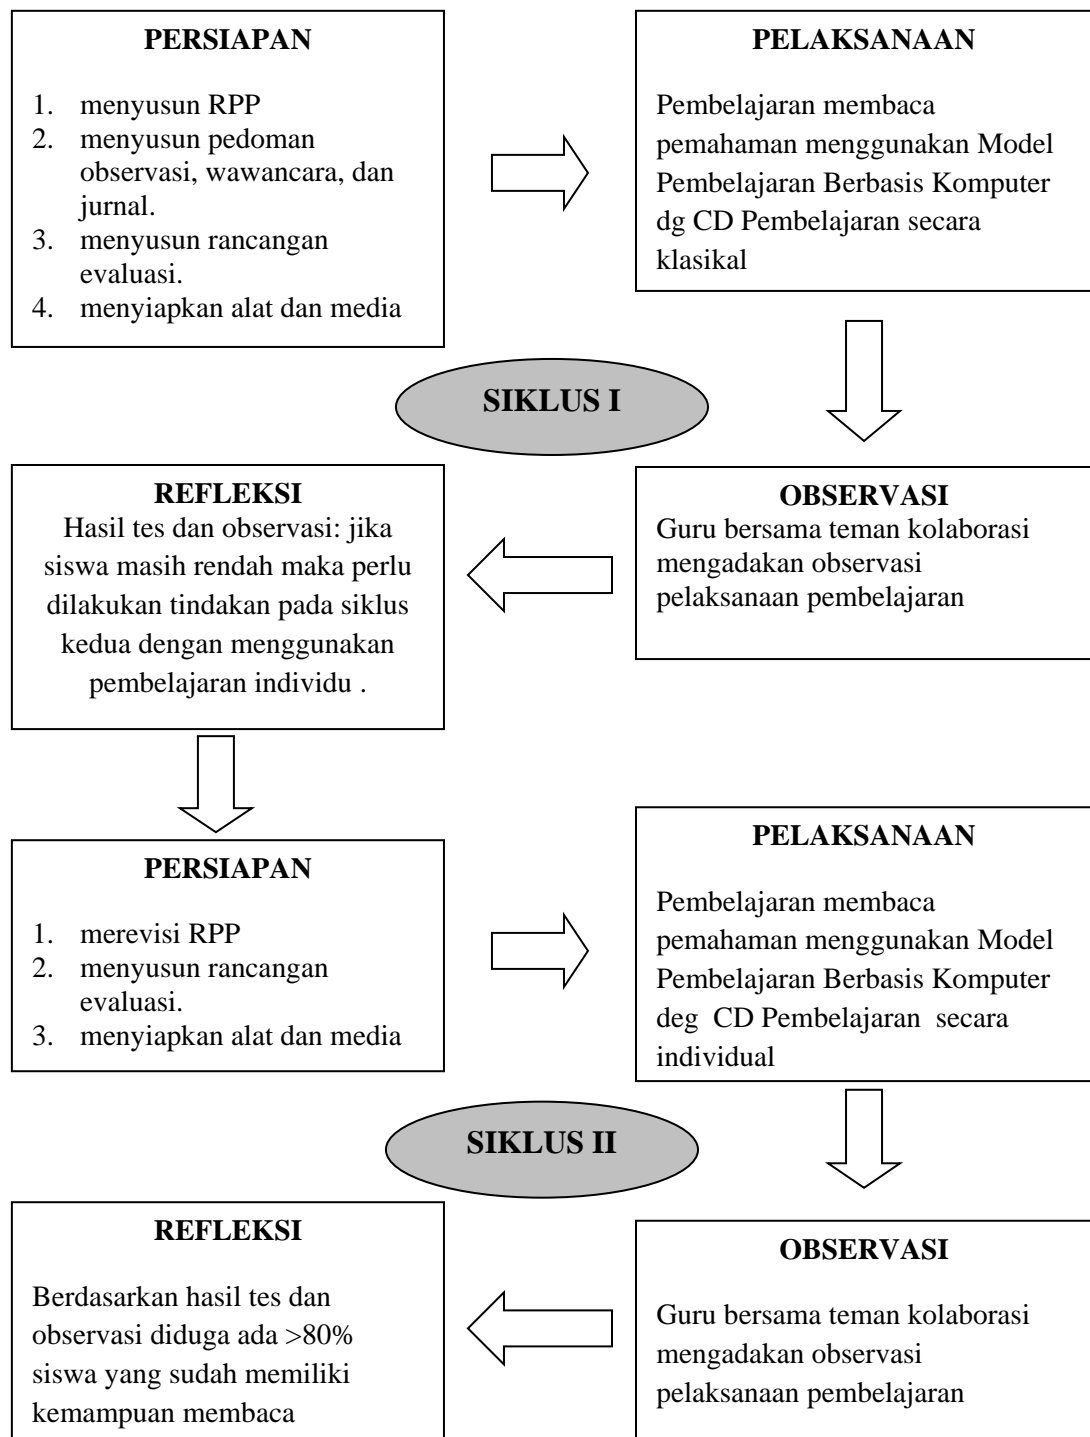 PERSIAPAN
1. menyusun RPP
2. menyusun pedoman
observasi, wawancara, dan
jurnal.
3. menyusun rancangan
evaluasi.
4. menyiapkan alat dan media
PELAKSANAAN
Pembelajaran membaca
pemahaman menggunakan Model
Pembelajaran Berbasis Komputer
dg CD Pembelajaran secara
klasikal
SIKLUS I
OBSERVASI
Guru bersama teman kolaborasi
mengadakan observasi
pelaksanaan pembelajaran
REFLEKSI
Hasil tes dan observasi: jika
siswa masih rendah maka perlu
dilakukan tindakan pada siklus
kedua dengan menggunakan
pembelajaran individu .
PERSIAPAN
1. merevisi RPP
2. menyusun rancangan
evaluasi.
3. menyiapkan alat dan media
PELAKSANAAN
Pembelajaran membaca
pemahaman menggunakan Model
Pembelajaran Berbasis Komputer
deg CD Pembelajaran secara
individual
SIKLUS II
OBSERVASI
Guru bersama teman kolaborasi
mengadakan observasi
pelaksanaan pembelajaran
REFLEKSI
Berdasarkan hasil tes dan
observasi diduga ada >80%
siswa yang sudah memiliki
kemampuan membaca